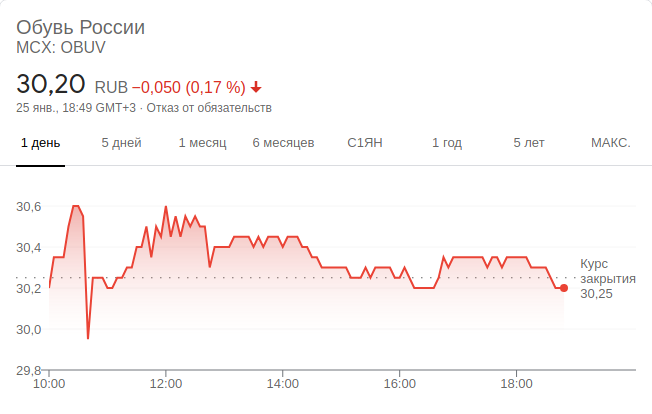 Обувь России
MCX: OBUV
30,20 RUB −0,050 (0,17 %) ↓
25 янв., 18:49 GMT+3 · Отказ от обязательств
1 день 5 дней 1 месяц 6 месяцев С1ЯН 1 год 5 лет МАКС.
30,6
30,4
30,2
30,0
29,8
Курс
закрытия
30,25
10:00 12:00 14:00 16:00 18:00